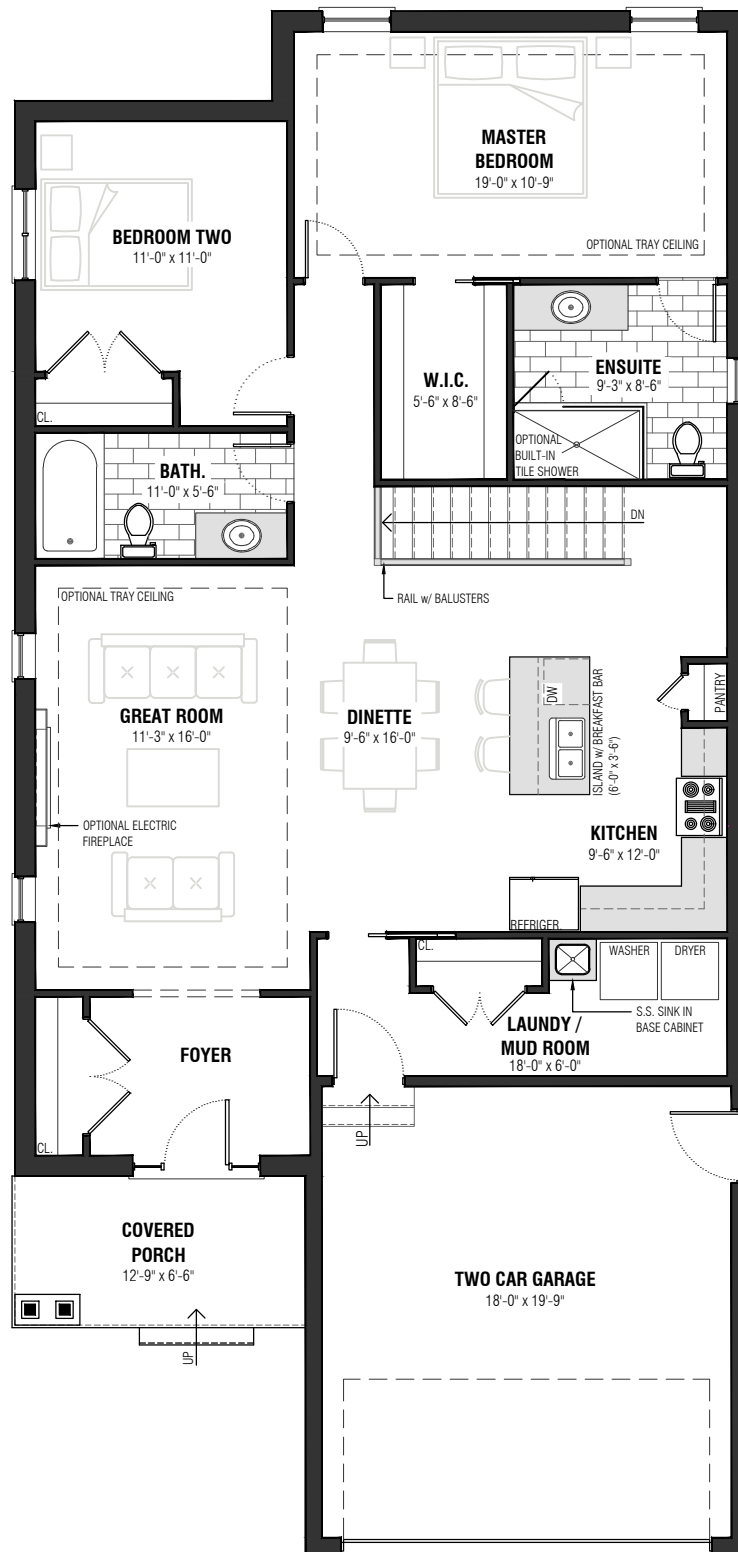 MASTER
BEDROOM
19'-0" x 10'-9"
OPTIONAL TRAY CEILING
BEDROOM TWO
11'-0" x 11'-0"
CL.
W.I.C.
5'-6" x 8'-6"
ENSUITE
9'-3" x 8'-6"
OPTIONAL
BUILT-IN
TILE SHOWER
BATH.
11'-0" x 5'-6"
DN
RAIL w/ BALUSTERS
OPTIONAL TRAY CEILING
GREAT ROOM
11'-3" x 16'-0"
OPTIONAL ELECTRIC
FIREPLACE
DINETTE
9'-6" x 16'-0"
DW
ISLAND w/ BREAKFAST BAR
(6'-0" x 3'-6")
PANTRY
KITCHEN
9'-6" x 12'-0"
REFRIGER.
CL.
WASHER
DRYER
S.S. SINK IN
BASE CABINET
LAUNDY /
MUD ROOM
18'-0" x 6'-0"
FOYER
CL.
UP
COVERED
PORCH
12'-9" x 6'-6"
UP
TWO CAR GARAGE
18'-0" x 19'-9"